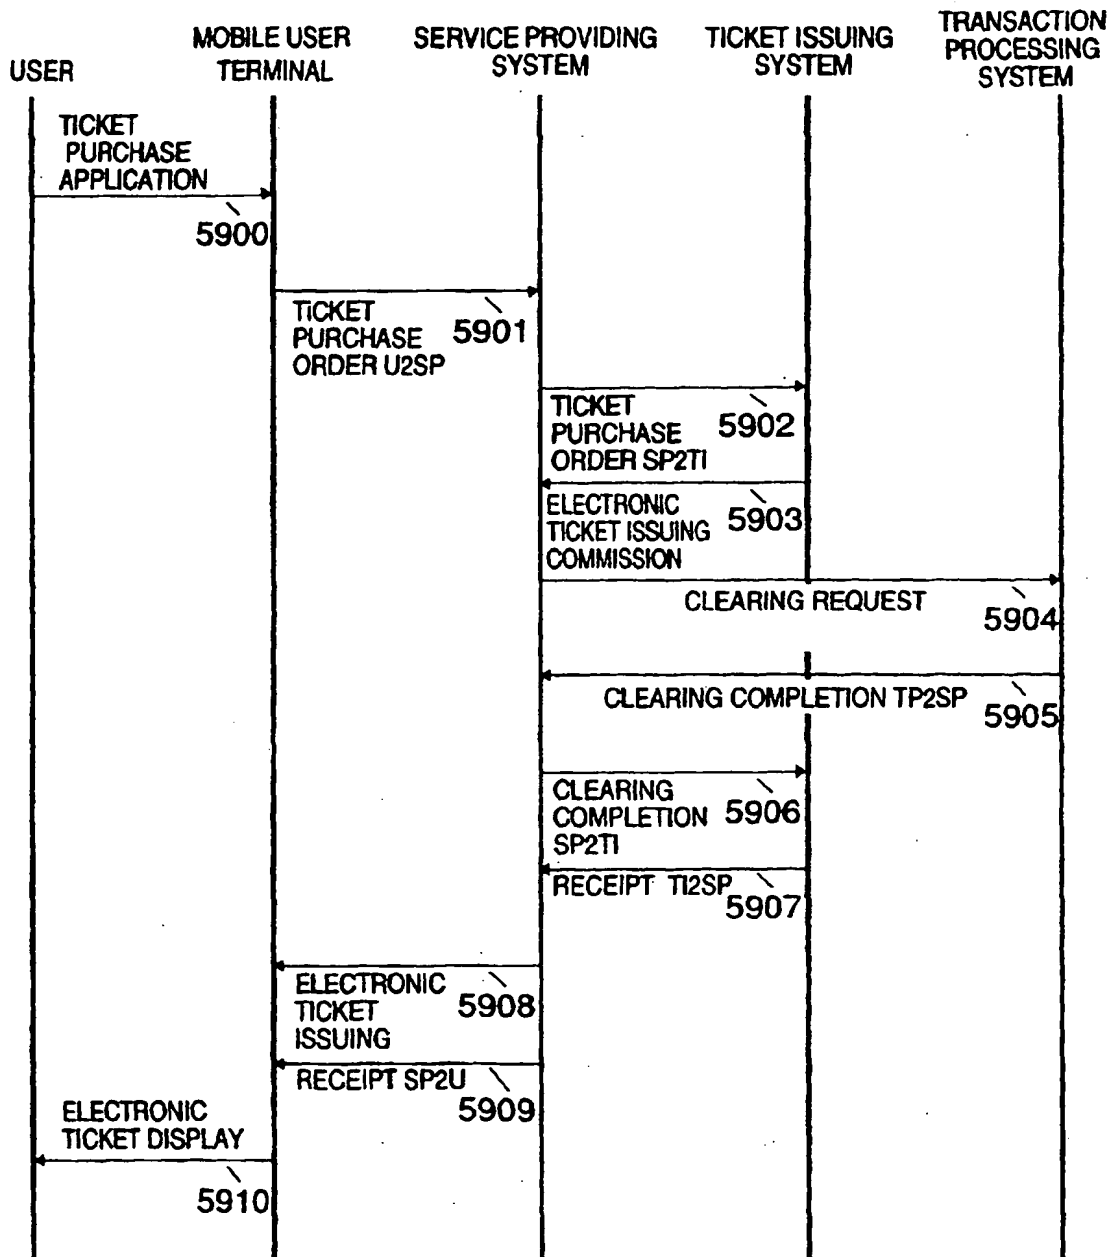 USER
MOBILE USER
TERMINAL
SERVICE PROVIDING
SYSTEM
TICKET ISSUING
SYSTEM
TRANSACTION
PROCESSING
SYSTEM
TICKET
PURCHASE
APPLICATION
5900
TICKET
PURCHASE
ORDER U2SP
5901
TICKET
PURCHASE
ORDER SP2TI
5902
ELECTRONIC
TICKET ISSUING
COMMISSION
5903
CLEARING REQUEST
5904
CLEARING COMPLETION TP2SP
5905
CLEARING
COMPLETION
SP2TI
5906
RECEIPT TI2SP
5907
ELECTRONIC
TICKET
ISSUING
5908
RECEIPT SP2U
5909
ELECTRONIC
TICKET DISPLAY
5910